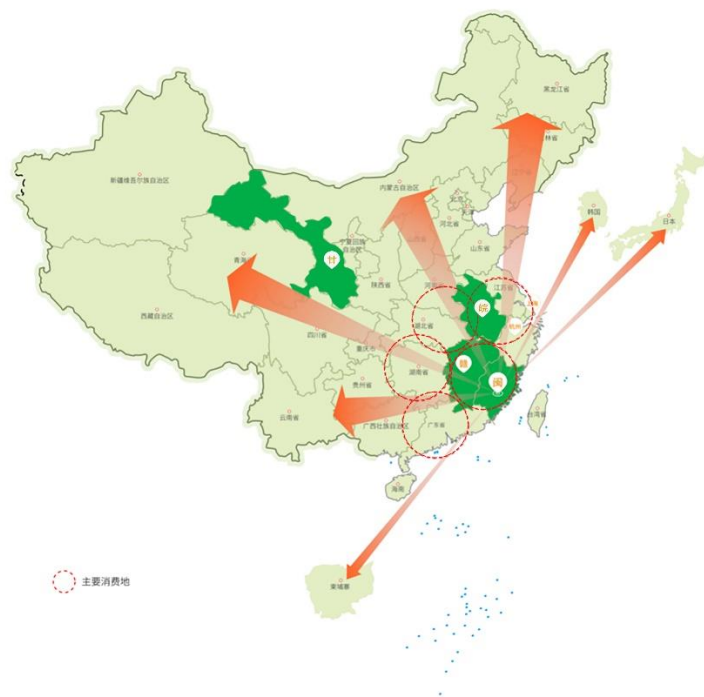 黑龙江省
吉林省
新疆维吾尔族自治区
内蒙古自治区
北京
天津
河北省
韩国
日本
宁夏回族
自治区
山东省
甘
青海
陕西省
江苏省
皖
西藏自治区
四川省
湖北省
杭州
重庆市
赣
湖南省
闽
贵州省
云南省
广西壮族自治区
广东省
台湾省
海南
主要消费地
柬埔寨